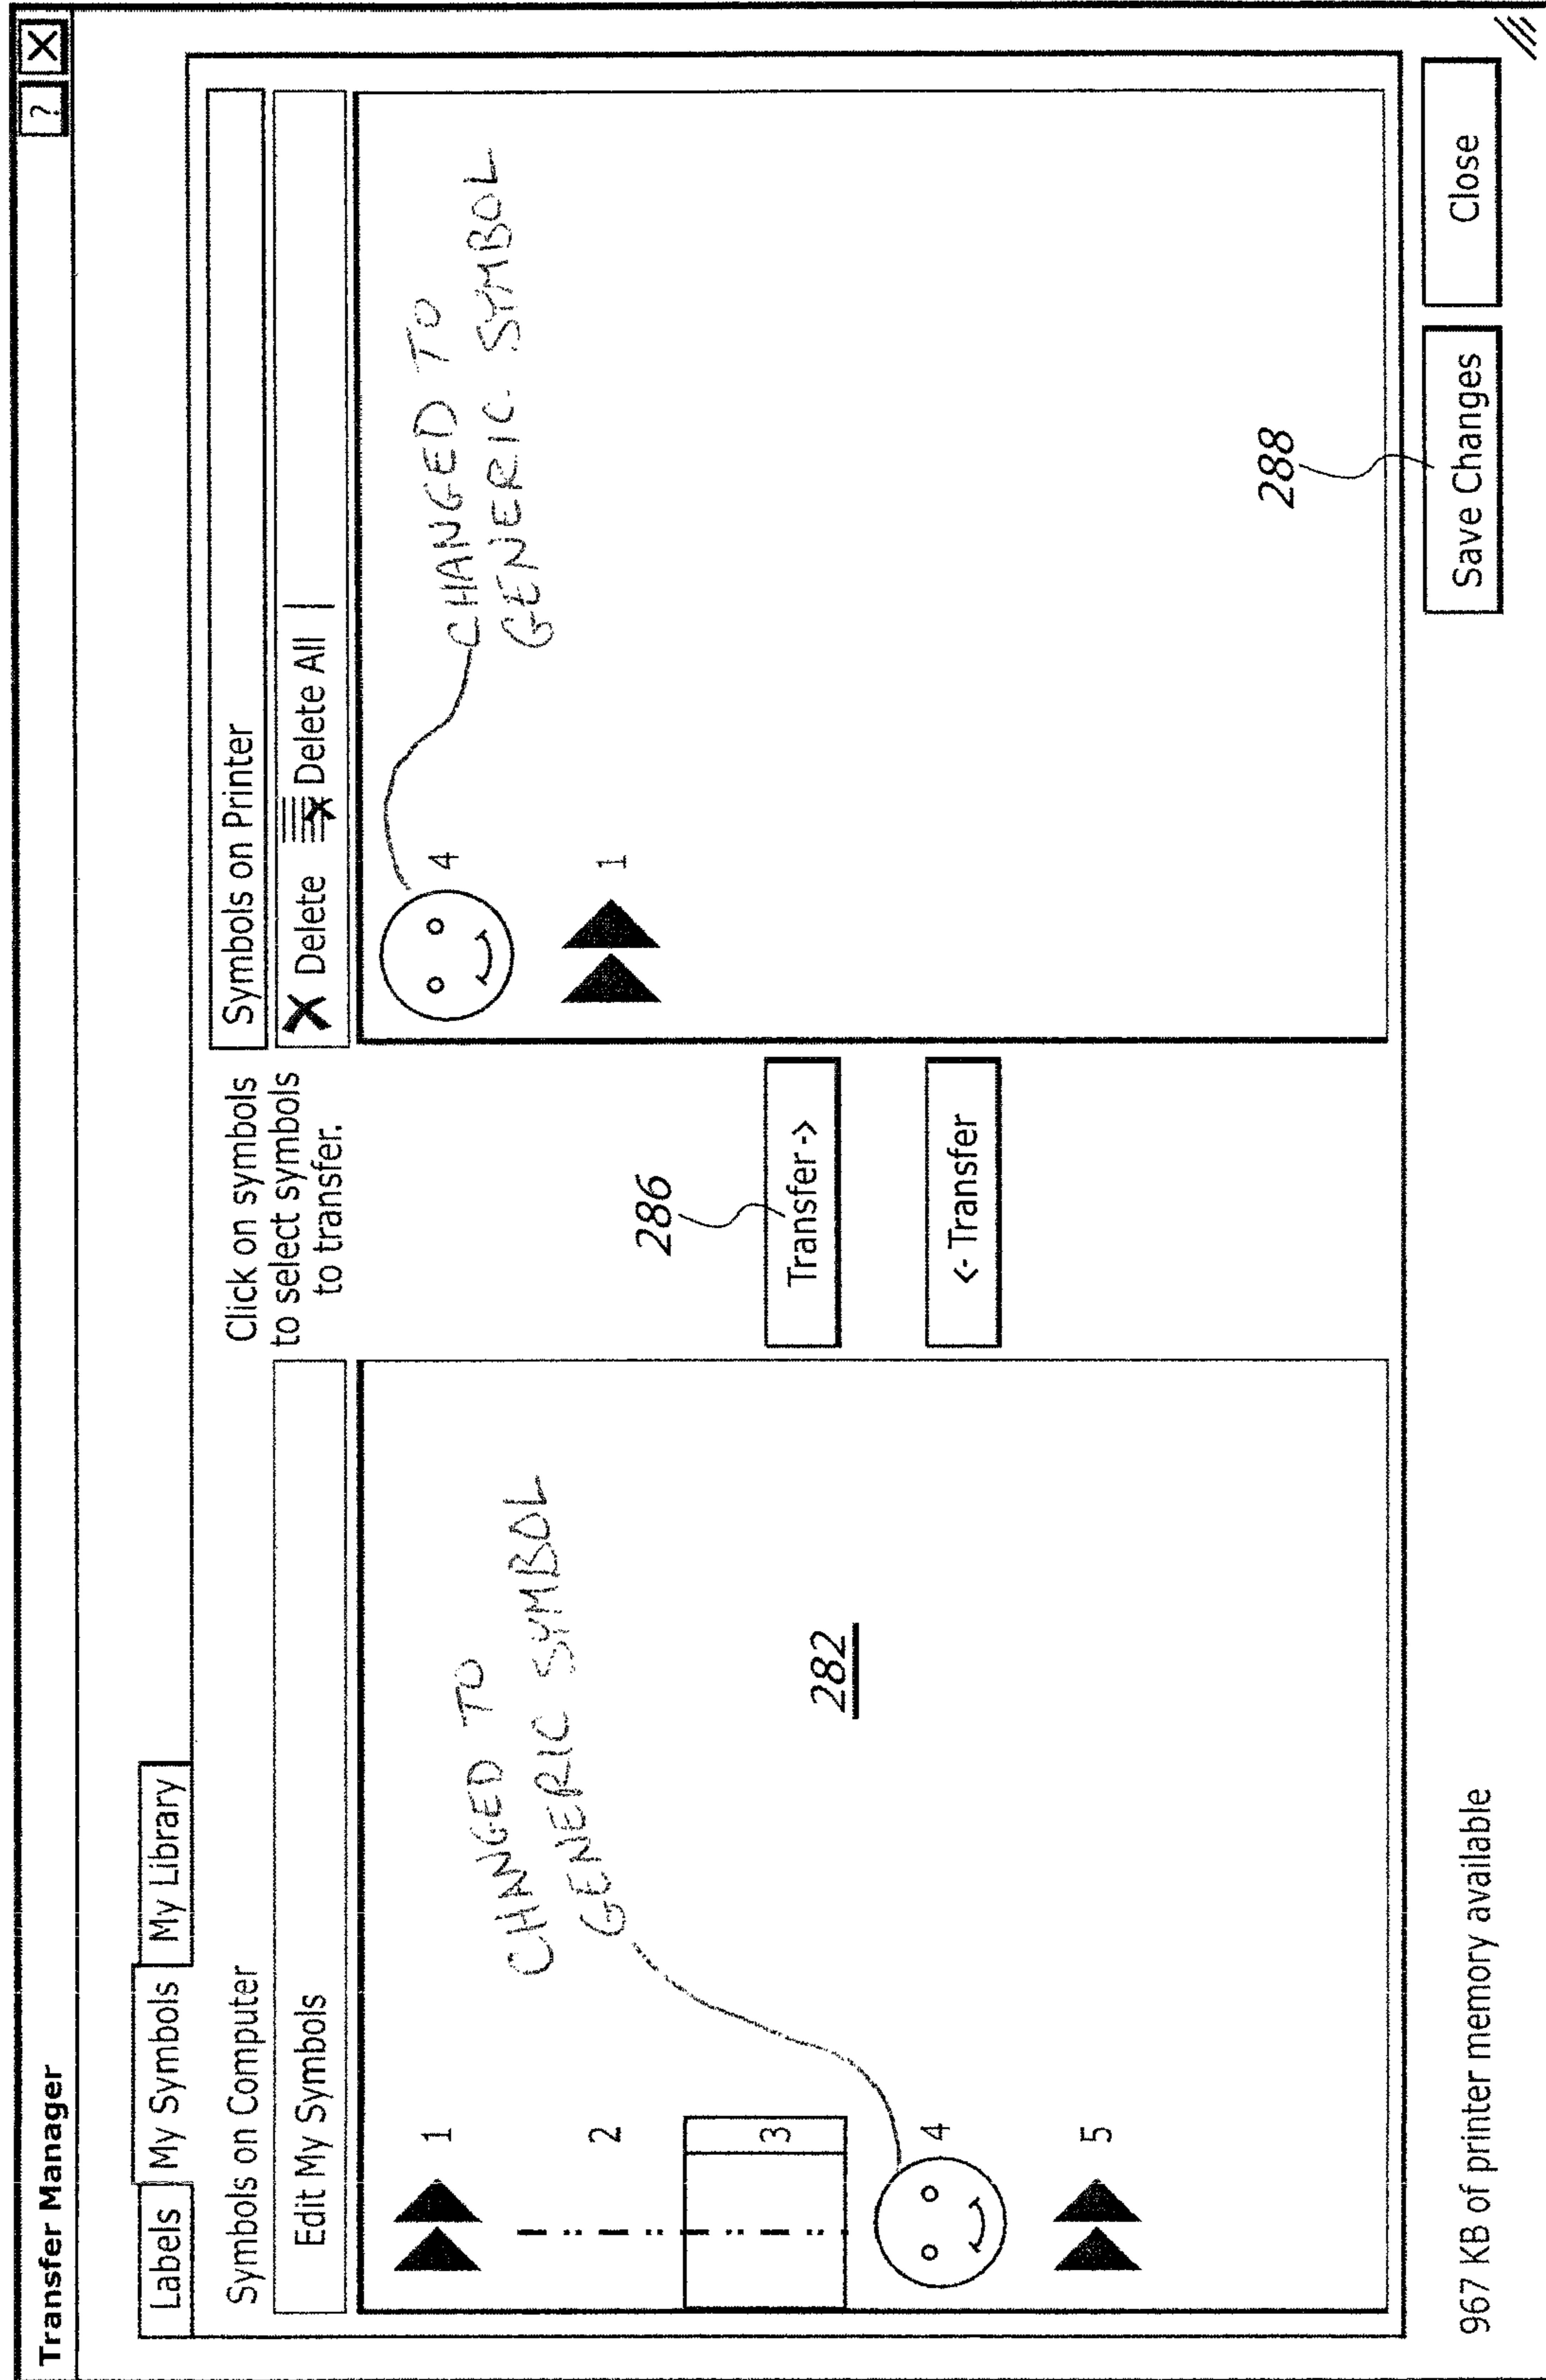 Transfer Manager
? X
Labels My Symbols My Library
Symbols on Computer
Edit My Symbols
1
2
3
4
5
CHANGED TO
GENERIC SYMBOL
282
Click on symbols
to select symbols
to transfer.
286
Transfer ->
<- Transfer
Symbols on Printer
Delete Delete All
4
1
CHANGED TO
GENERIC SYMBOL
288
967 KB of printer memory available
Save Changes Close